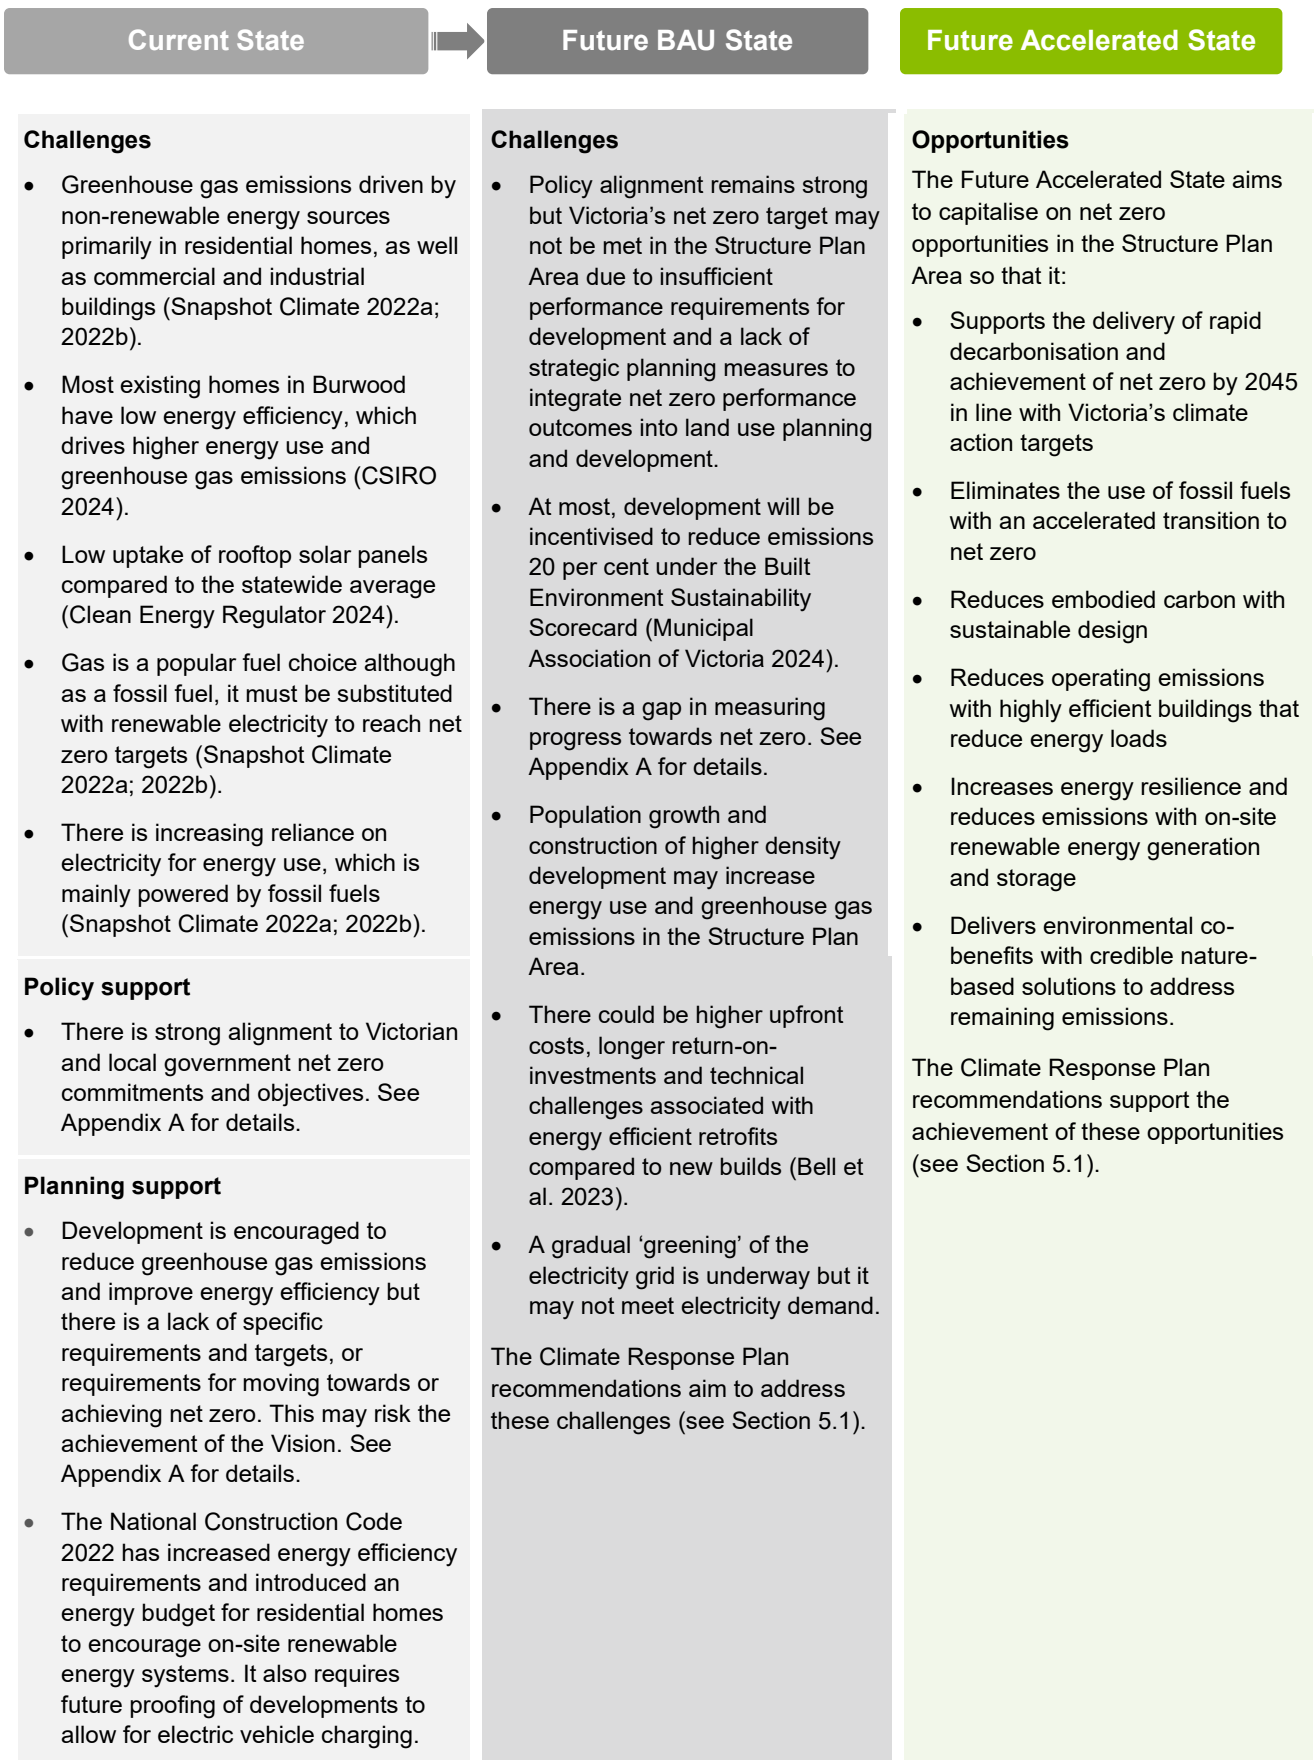 Current State
Future BAU State
Future Accelerated State
Challenges
• Greenhouse gas emissions driven by
non-renewable energy sources
primarily in residential homes, as well
as commercial and industrial
buildings (Snapshot Climate 2022a;
2022b).
• Most existing homes in Burwood
have low energy efficiency, which
drives higher energy use and
greenhouse gas emissions (CSIRO
2024).
• Low uptake of rooftop solar panels
compared to the statewide average
(Clean Energy Regulator 2024).
• Gas is a popular fuel choice although
as a fossil fuel, it must be substituted
with renewable electricity to reach net
zero targets (Snapshot Climate
2022a; 2022b).
• There is increasing reliance on
electricity for energy use, which is
mainly powered by fossil fuels
(Snapshot Climate 2022a; 2022b).
Policy support
• There is strong alignment to Victorian
and local government net zero
commitments and objectives. See
Appendix A for details.
Planning support
• Development is encouraged to
reduce greenhouse gas emissions
and improve energy efficiency but
there is a lack of specific
requirements and targets, or
requirements for moving towards or
achieving net zero. This may risk the
achievement of the Vision. See
Appendix A for details.
• The National Construction Code
2022 has increased energy efficiency
requirements and introduced an
energy budget for residential homes
to encourage on-site renewable
energy systems. It also requires
future proofing of developments to
allow for electric vehicle charging.
Challenges
• Policy alignment remains strong
but Victoria’s net zero target may
not be met in the Structure Plan
Area due to insufficient
performance requirements for
development and a lack of
strategic planning measures to
integrate net zero performance
outcomes into land use planning
and development.
• At most, development will be
incentivised to reduce emissions
20 per cent under the Built
Environment Sustainability
Scorecard (Municipal
Association of Victoria 2024).
• There is a gap in measuring
progress towards net zero. See
Appendix A for details.
• Population growth and
construction of higher density
development may increase
energy use and greenhouse gas
emissions in the Structure Plan
Area.
• There could be higher upfront
costs, longer return-on-
investments and technical
challenges associated with
energy efficient retrofits
compared to new builds (Bell et
al. 2023).
• A gradual ‘greening’ of the
electricity grid is underway but it
may not meet electricity demand.
The Climate Response Plan
recommendations aim to address
these challenges (see Section 5.1).
Opportunities
The Future Accelerated State aims
to capitalise on net zero
opportunities in the Structure Plan
Area so that it:
• Supports the delivery of rapid
decarbonisation and
achievement of net zero by 2045
in line with Victoria’s climate
action targets
• Eliminates the use of fossil fuels
with an accelerated transition to
net zero
• Reduces embodied carbon with
sustainable design
• Reduces operating emissions
with highly efficient buildings that
reduce energy loads
• Increases energy resilience and
reduces emissions with on-site
renewable energy generation
and storage
• Delivers environmental co-
benefits with credible nature-
based solutions to address
remaining emissions.
The Climate Response Plan
recommendations support the
achievement of these opportunities
(see Section 5.1).